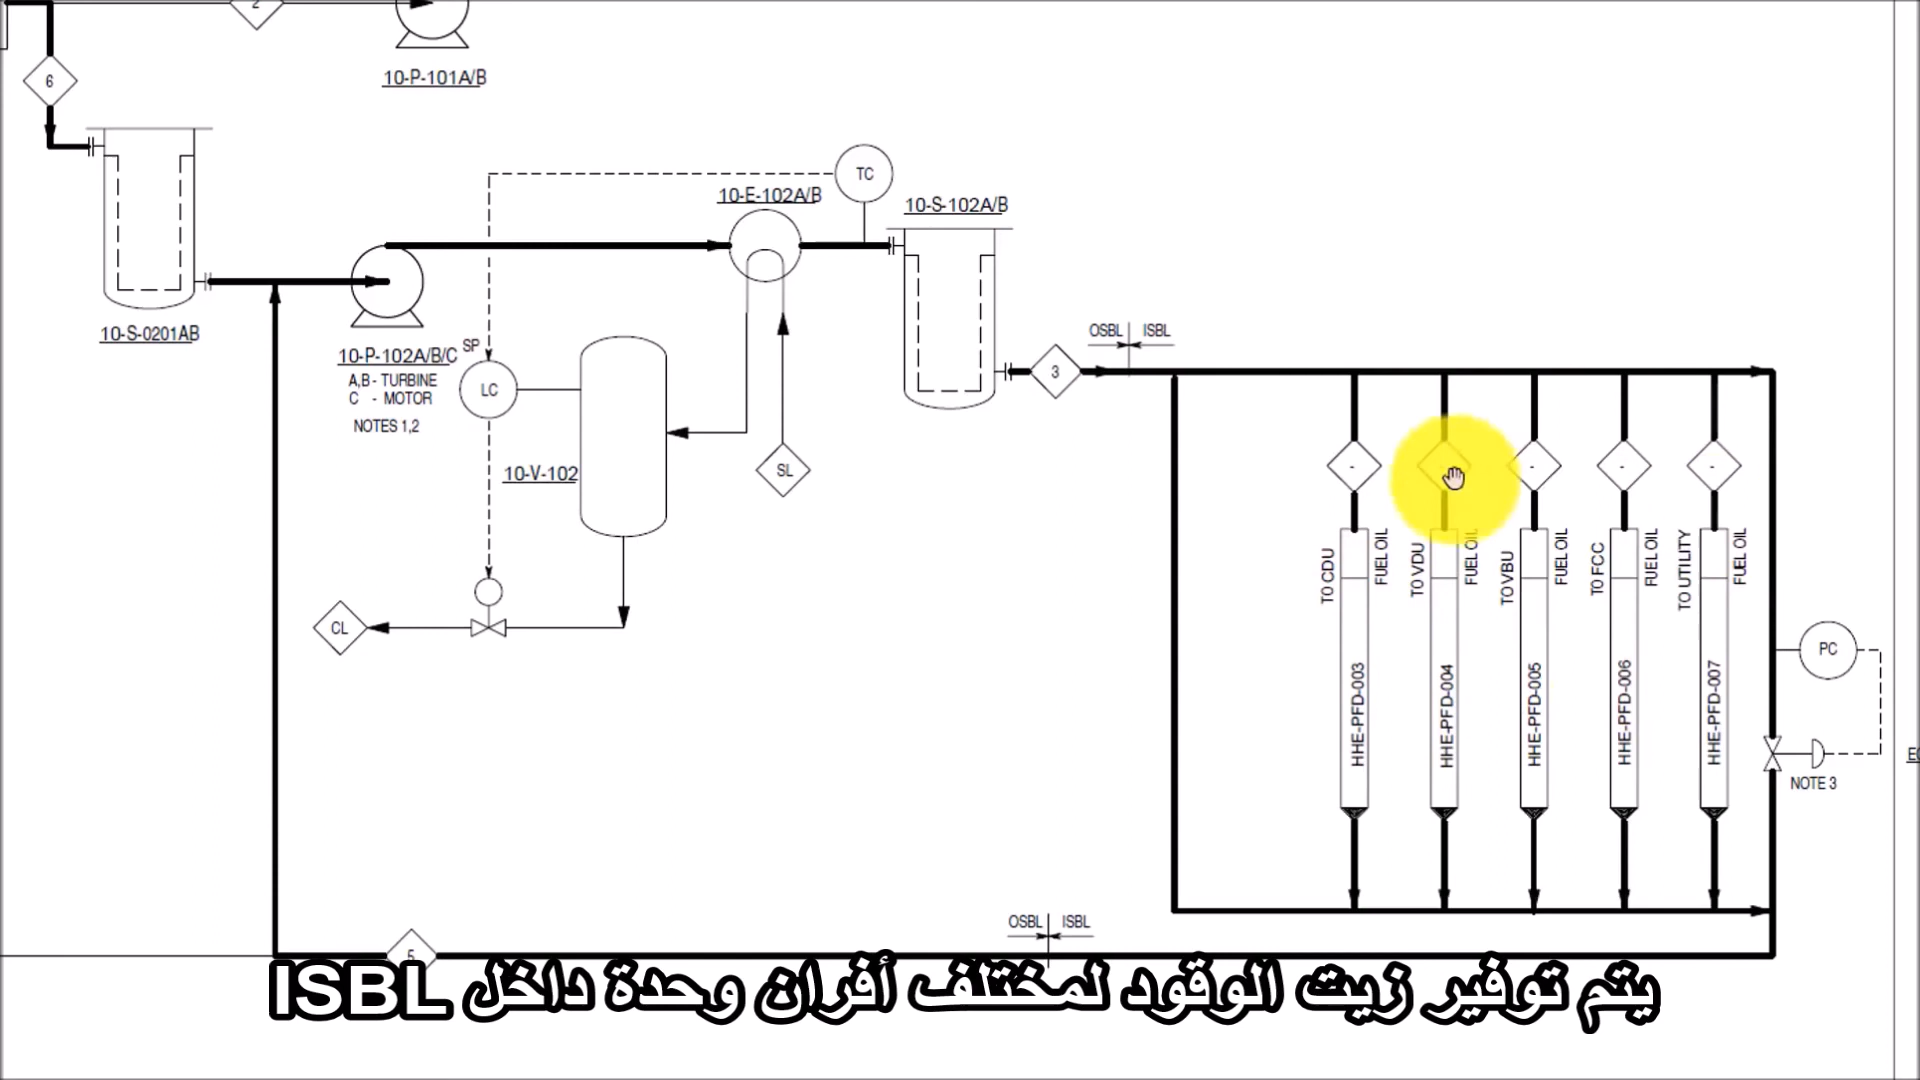 2
10-P-101A/B
6
TC
10-E-102A/B
10-S-102A/B
10-S-0201AB
10-P-102A/B/C
A,B - TURBINE
C - MOTOR
NOTES 1,2
SP
LC
10-V-102
SL
CL
3
OSBL ISBL
- - - -
TO CDU
FUEL OIL
HHE-PFD-003
TO VDU
FUEL OIL
HHE-PFD-004
TO VBU
FUEL OIL
HHE-PFD-005
TO FCC
FUEL OIL
HHE-PFD-006
TO UTILITY
FUEL OIL
HHE-PFD-007
PC
NOTE 3
OSBL ISBL
5
يتم توفير زيت الوقود لمختلف أفران وحدة داخل ISBL